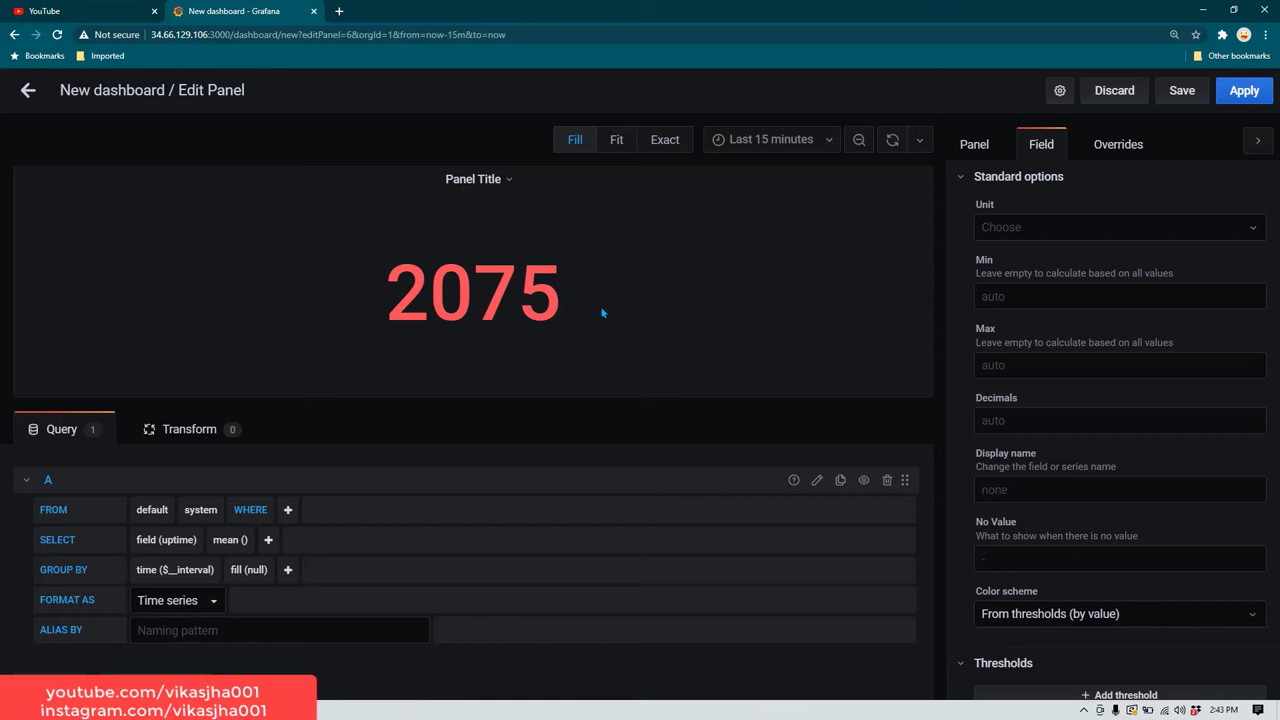 YouTube
New dashboard - Grafana
Not secure
34.66.129.106:3000/dashboard/new?editPanel=6&orgId=1&from=now-15m&to=now
Bookmarks
Imported
Other bookmarks
New dashboard / Edit Panel
Discard
Save
Apply
Fill
Fit
Exact
Last 15 minutes
Panel
Field
Overrides
Panel Title
2075
Standard options
Unit
Choose
Min
Leave empty to calculate based on all values
auto
Max
Leave empty to calculate based on all values
auto
Decimals
auto
Display name
Change the field or series name
none
No Value
What to show when there is no value
-
Color scheme
From thresholds (by value)
Thresholds
+ Add threshold
Query 1
Transform 0
A
FROM default system WHERE +
SELECT field (uptime) mean () +
GROUP BY time ($__interval) fill (null) +
FORMAT AS Time series
ALIAS BY Naming pattern
youtube.com/vikasjha001
instagram.com/vikasjha001
2:43 PM